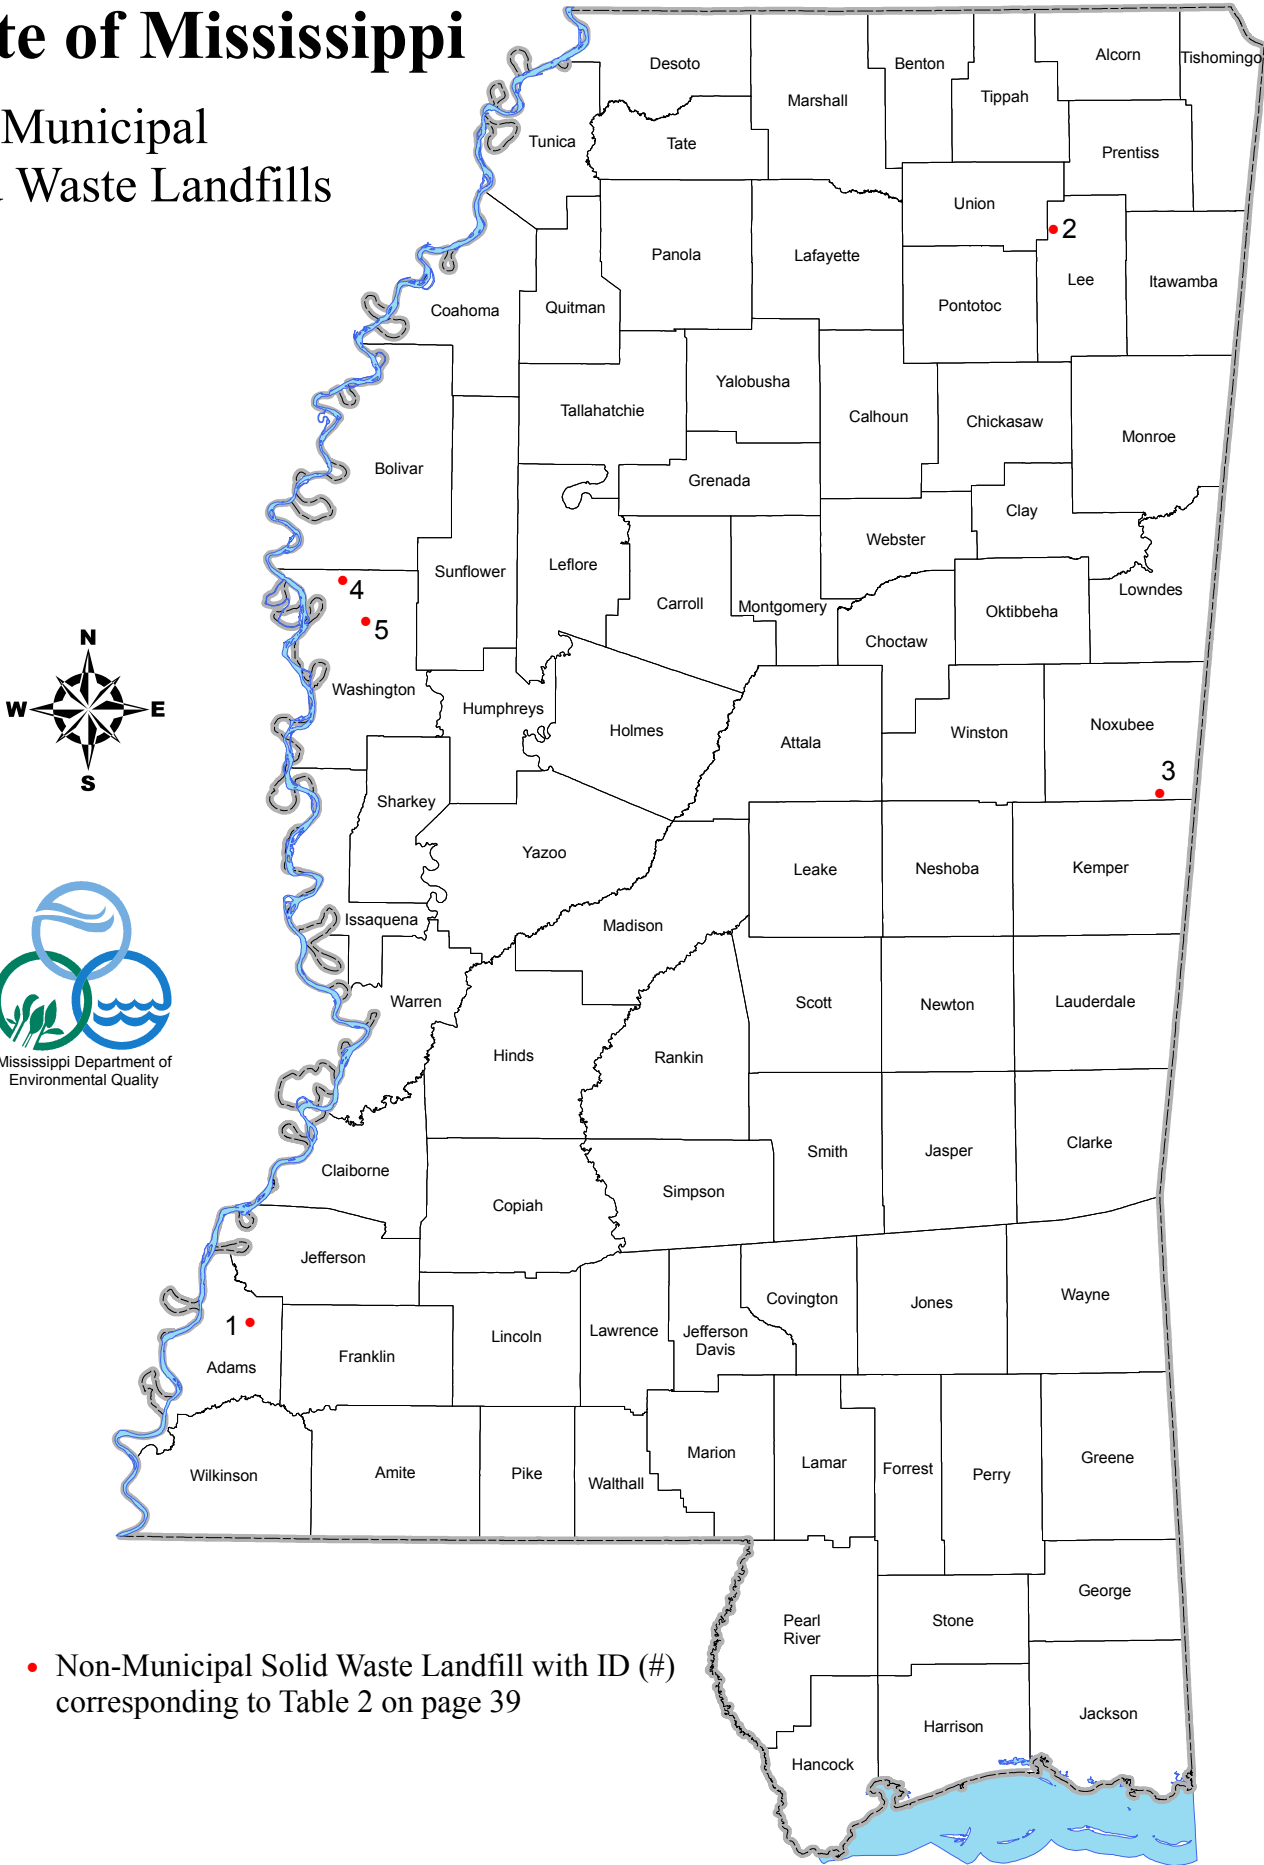 te of Mississippi
Municipal
Waste Landfills
Desoto
Marshall
Benton
Tippah
Alcorn
Tishomingo
Tunica
Tate
Prentiss
Union
2
Panola
Lafayette
Lee
Itawamba
Coahoma
Quitman
Pontotoc
Tallahatchie
Yalobusha
Calhoun
Chickasaw
Monroe
Bolivar
Grenada
Clay
Webster
Sunflower
Leflore
4
Carroll
Montgomery
Lowndes
Oktibbeha
5
Choctaw
N
W
E
S
Washington
Humphreys
Holmes
Attala
Winston
Noxubee
3
Sharkey
Yazoo
Leake
Neshoba
Kemper
Issaquena
Madison
Warren
Scott
Newton
Lauderdale
Hinds
Rankin
Mississippi Department of
Environmental Quality
Smith
Jasper
Clarke
Claiborne
Copiah
Simpson
Jefferson
Covington
Jones
Wayne
1
Adams
Franklin
Lincoln
Lawrence
Jefferson
Davis
Wilkinson
Amite
Pike
Walthall
Marion
Lamar
Forrest
Perry
Greene
George
Pearl
River
Stone
Non-Municipal Solid Waste Landfill with ID (#)
corresponding to Table 2 on page 39
Harrison
Jackson
Hancock